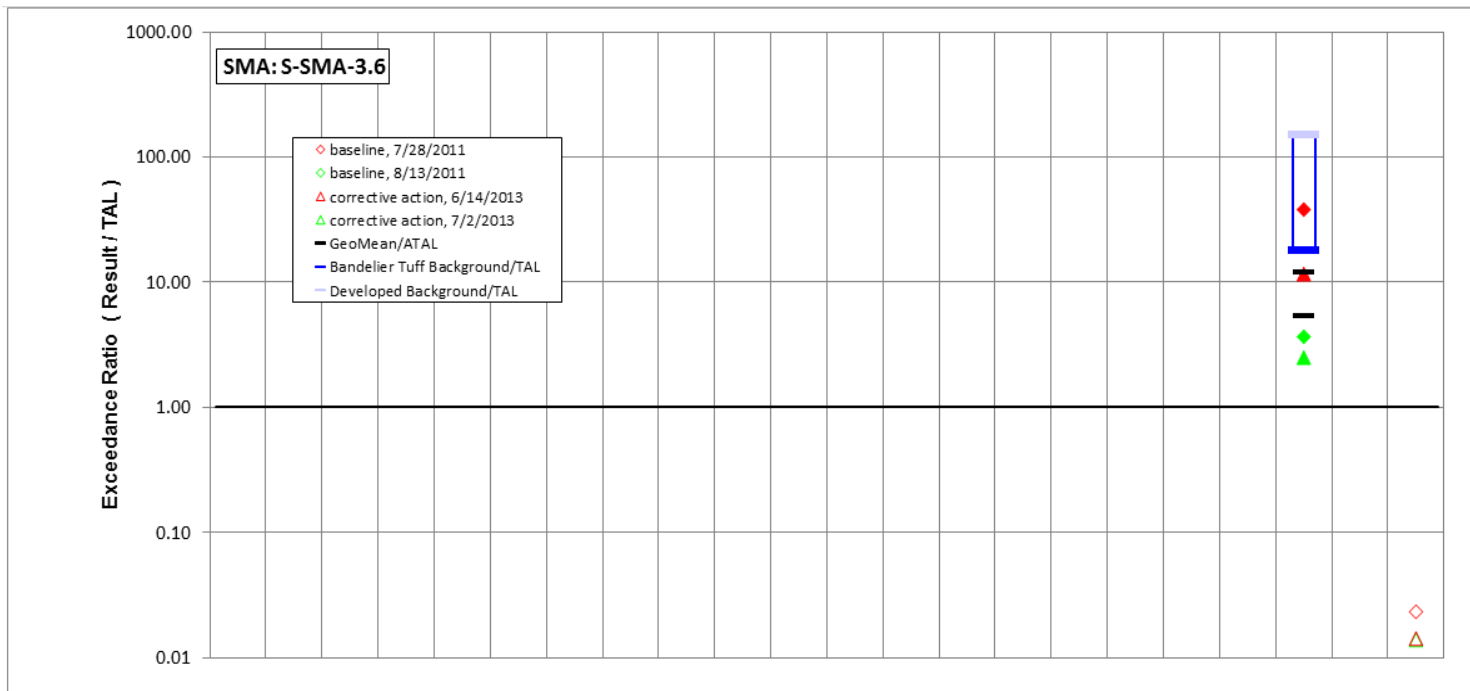 1000.00
SMA: S-SMA-3.6
baseline, 7/28/2011
baseline, 8/13/2011
corrective action, 6/14/2013
corrective action, 7/2/2013
GeoMean/ATAL
Bandelier Tuff Background/TAL
Developed Background/TAL
100.00
10.00
1.00
0.10
0.01
Exceedance Ratio ( Result / TAL )